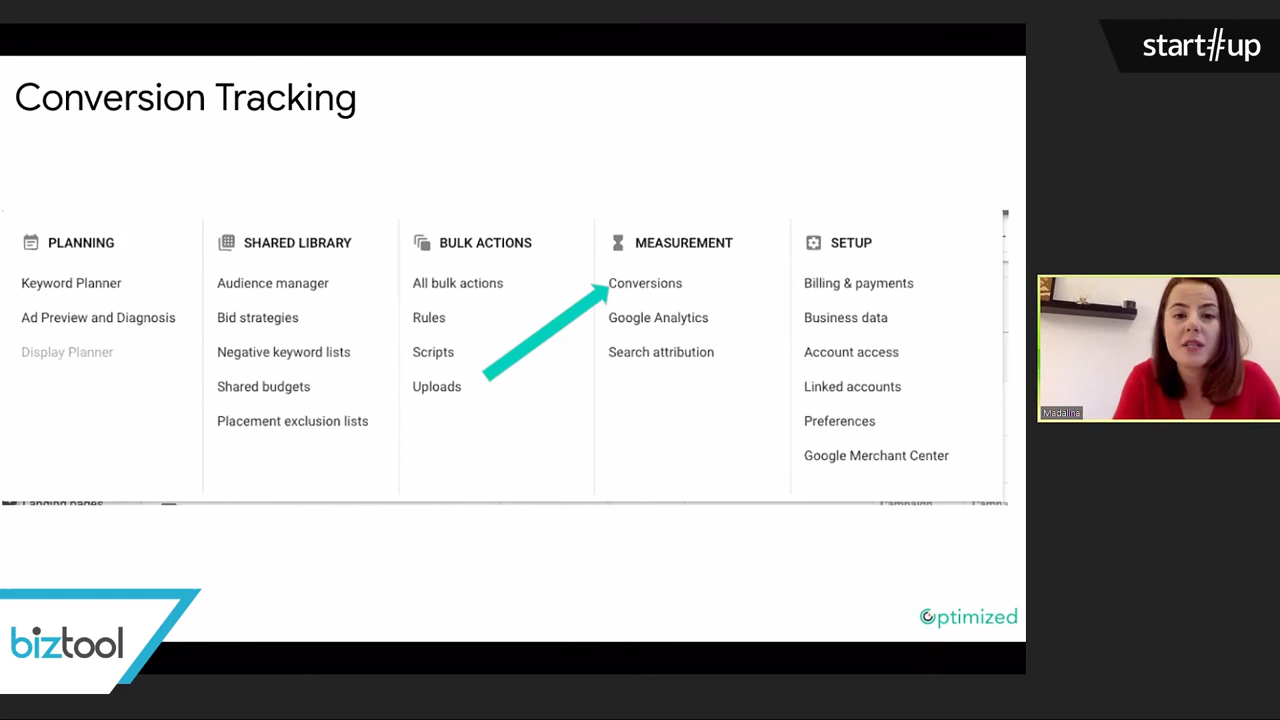 start#up
Conversion Tracking
PLANNING
Keyword Planner
Ad Preview and Diagnosis
Display Planner
SHARED LIBRARY
Audience manager
Bid strategies
Negative keyword lists
Shared budgets
Placement exclusion lists
BULK ACTIONS
All bulk actions
Rules
Scripts
Uploads
MEASUREMENT
Conversions
Google Analytics
Search attribution
SETUP
Billing & payments
Business data
Account access
Linked accounts
Preferences
Google Merchant Center
Landing pages
Campaign
Madalina
Optimized
biztool